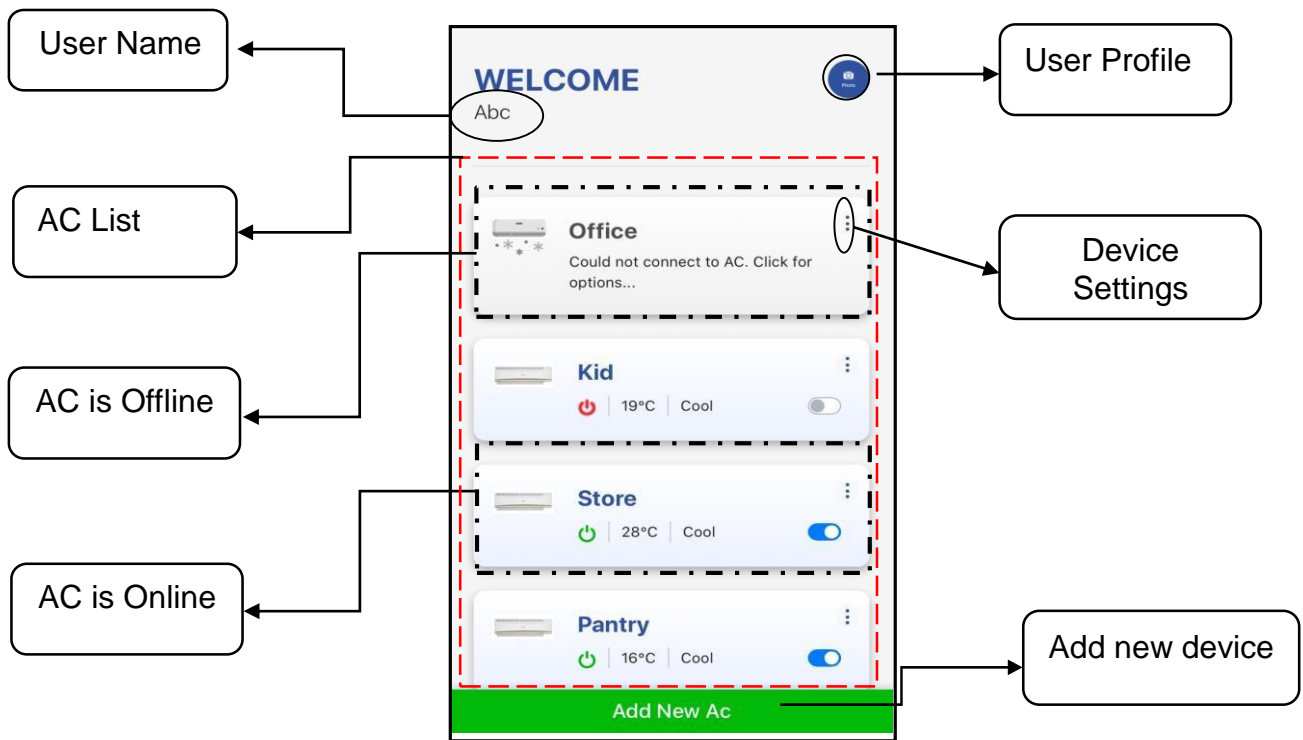 User Name
AC List
AC is Offline
AC is Online
WELCOME
Abc
Photo
Office
Could not connect to AC. Click for
options...
Kid
19°C Cool
Store
28°C Cool
Pantry
16°C Cool
Add New Ac
User Profile
Device
Settings
Add new device